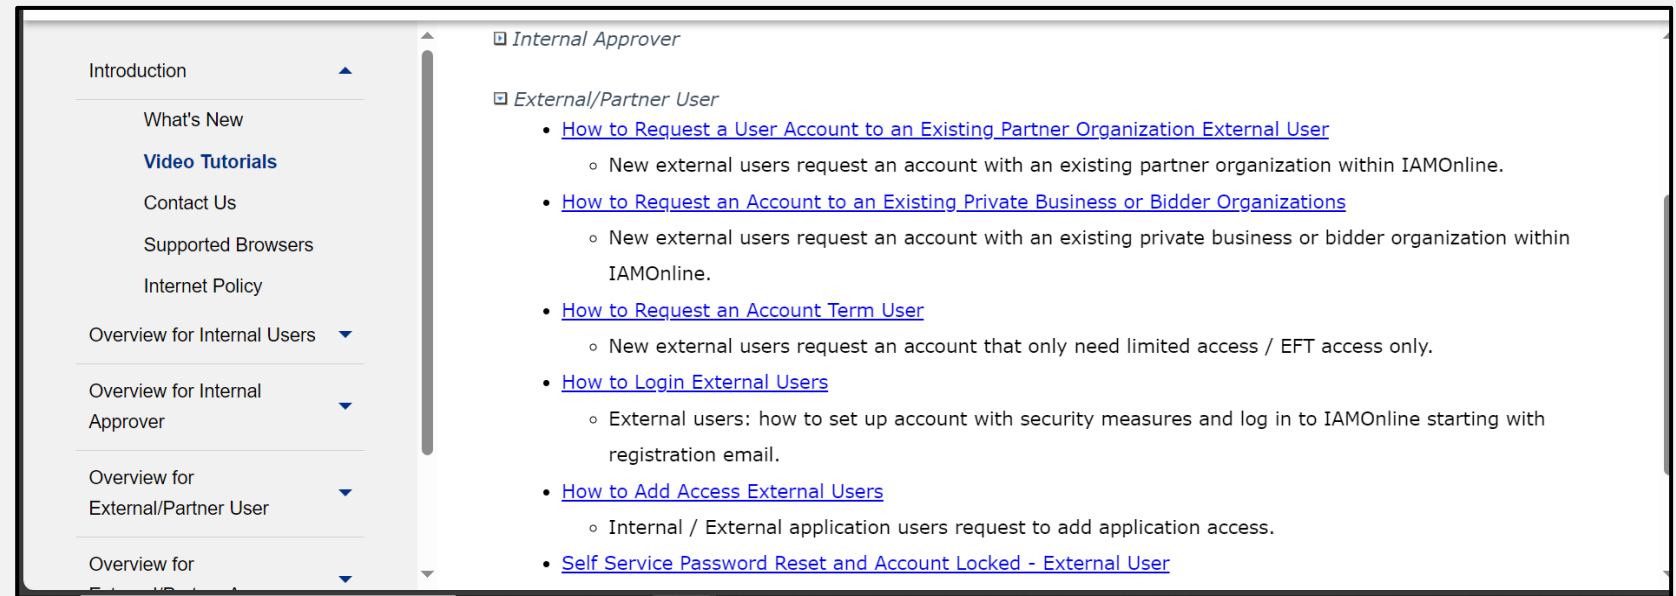 Introduction
What's New
Video Tutorials
Contact Us
Supported Browsers
Internet Policy
Overview for Internal Users
Overview for Internal
Approver
Overview for
External/Partner User
Overview for
Internal Approver
External/Partner User
How to Request a User Account to an Existing Partner Organization External User
New external users request an account with an existing partner organization within IAMOnline.
How to Request an Account to an Existing Private Business or Bidder Organizations
New external users request an account with an existing private business or bidder organization within
IAMOnline.
How to Request an Account Term User
New external users request an account that only need limited access / EFT access only.
How to Login External Users
External users: how to set up account with security measures and log in to IAMOnline starting with
registration email.
How to Add Access External Users
Internal / External application users request to add application access.
Self Service Password Reset and Account Locked - External User